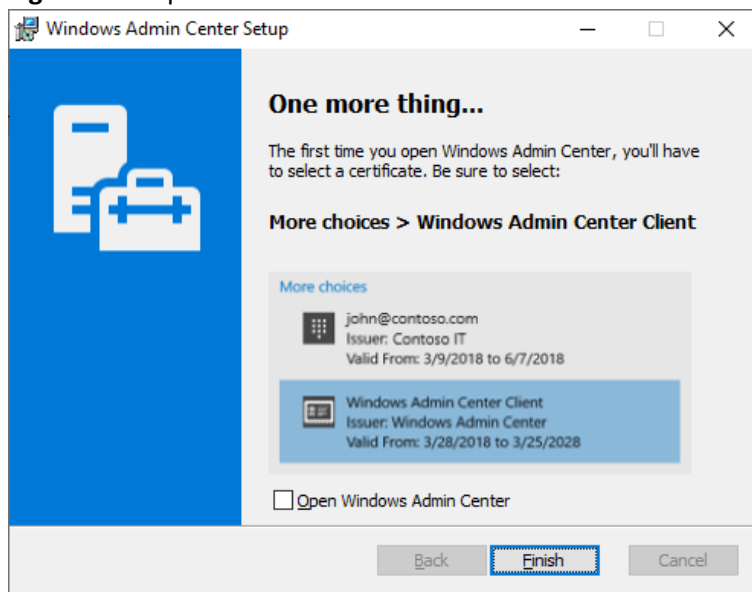 Windows Admin Center Setup
One more thing...
The first time you open Windows Admin Center, you'll have
to select a certificate. Be sure to select:
More choices > Windows Admin Center Client
More choices
john@contoso.com
Issuer: Contoso IT
Valid From: 3/9/2018 to 6/7/2018
Windows Admin Center Client
Issuer: Windows Admin Center
Valid From: 3/28/2018 to 3/25/2028
Open Windows Admin Center
Back Finish Cancel